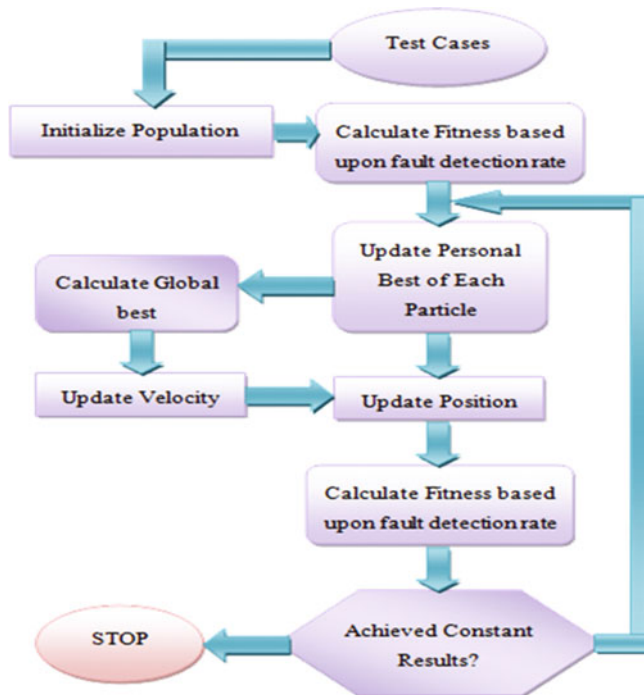 Test Cases
Initialize Population
Calculate Fitness based
upon fault detection rate
Update Personal
Best of Each
Particle
Calculate Global
best
Update Velocity
Update Position
Calculate Fitness based
upon fault detection rate
Achieved Constant
Results?
STOP